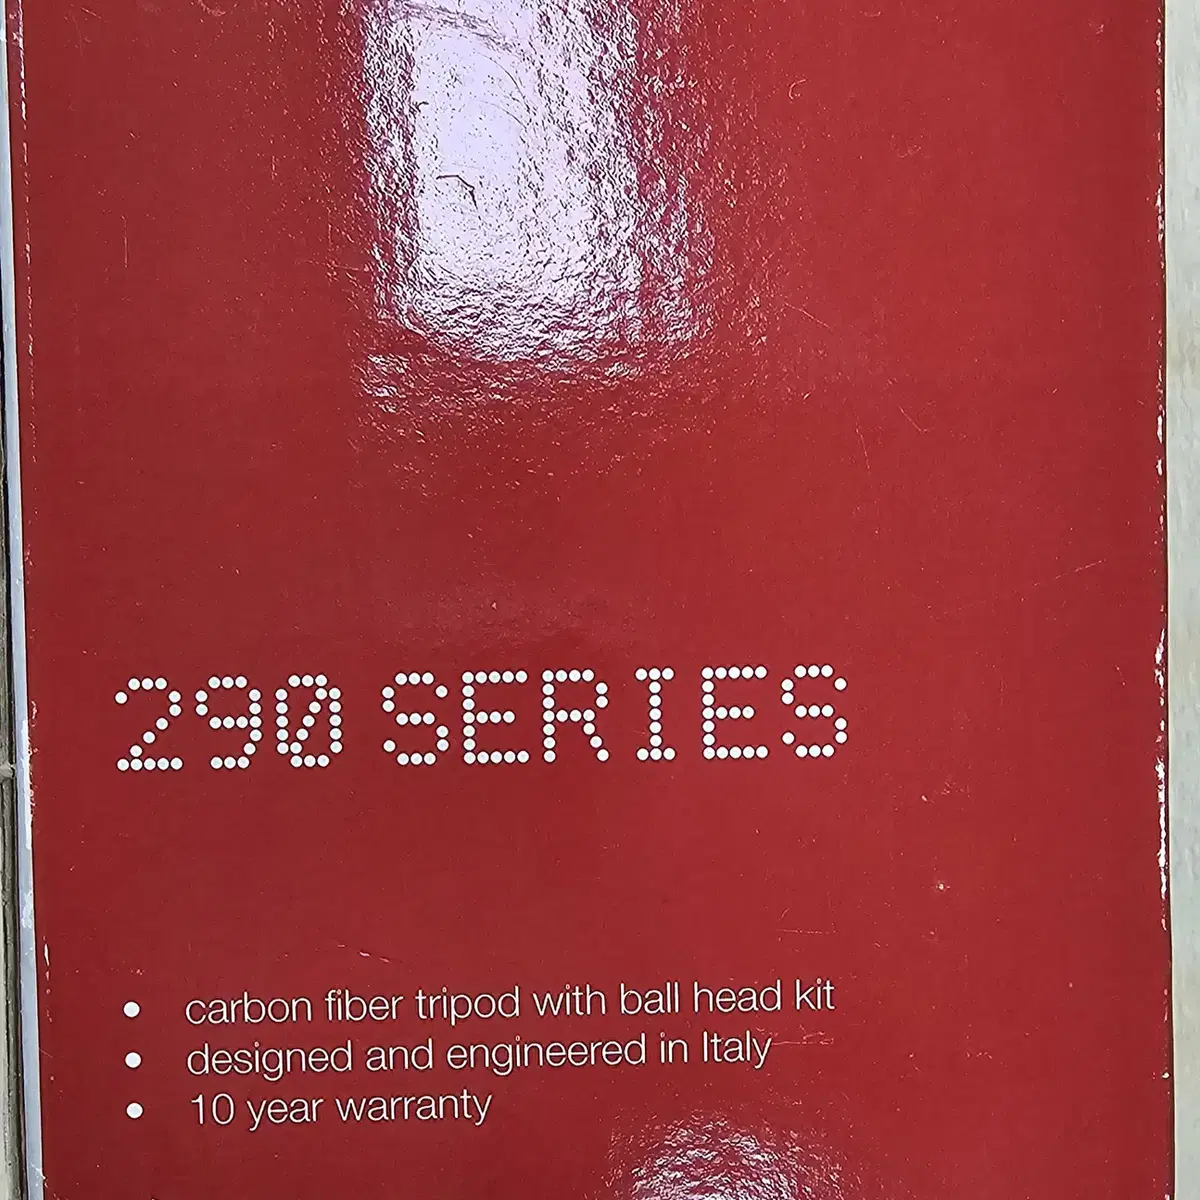 290 SERIES
• carbon fiber tripod with ball head kit
• designed and engineered in Italy
• 10 year warranty